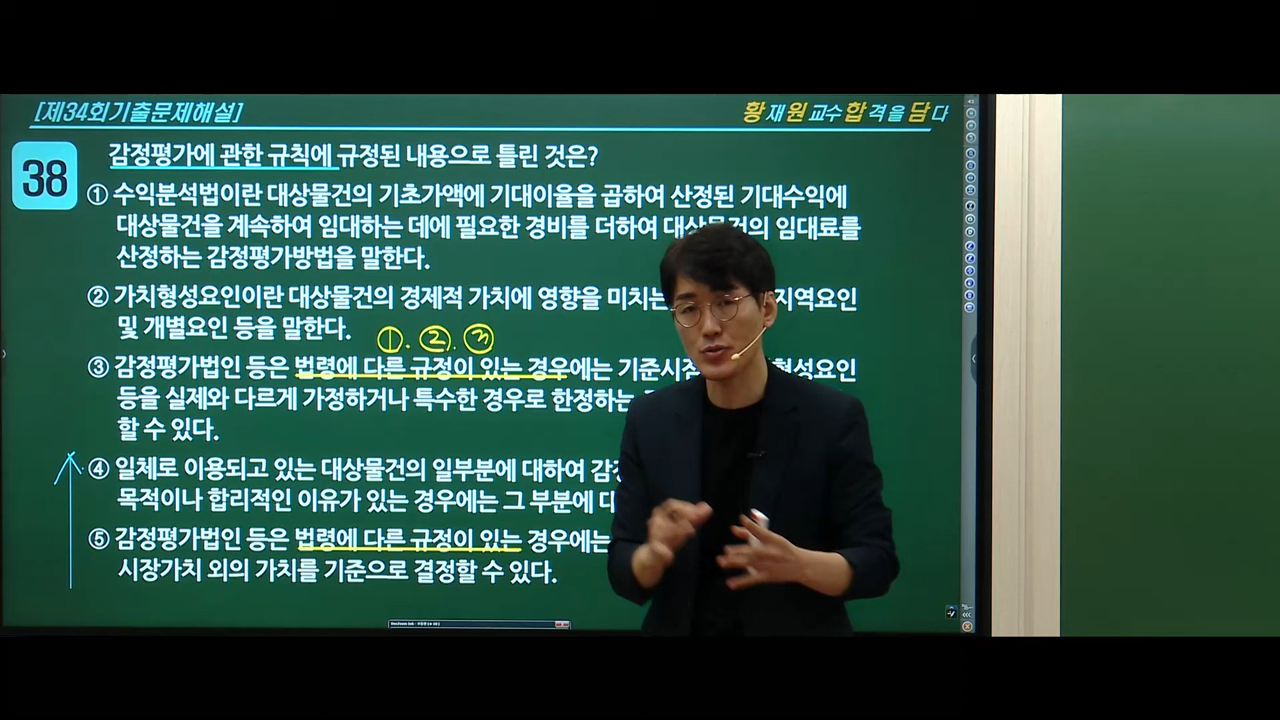 [제34회기출문제해설]
황재원 교수 합격을 담다
38 감정평가에 관한 규칙에 규정된 내용으로 틀린 것은?
① 수익분석법이란 대상물건의 기초가액에 기대이율을 곱하여 산정된 기대수익에
대상물건을 계속하여 임대하는 데에 필요한 경비를 더하여 대상물건의 임대료를
산정하는 감정평가방법을 말한다.
② 가치형성요인이란 대상물건의 경제적 가치에 영향을 미치는 지역요인
및 개별요인 등을 말한다.
①. ②. ③
③ 감정평가법인 등은 법령에 다른 규정이 있는 경우에는 기준시점 형성요인
등을 실제와 다르게 가정하거나 특수한 경우로 한정하는
할 수 있다.
④ 일체로 이용되고 있는 대상물건의 일부분에 대하여
목적이나 합리적인 이유가 있는 경우에는 그 부분에
⑤ 감정평가법인 등은 법령에 다른 규정이 있는 경우에는
시장가치 외의 가치를 기준으로 결정할 수 있다.